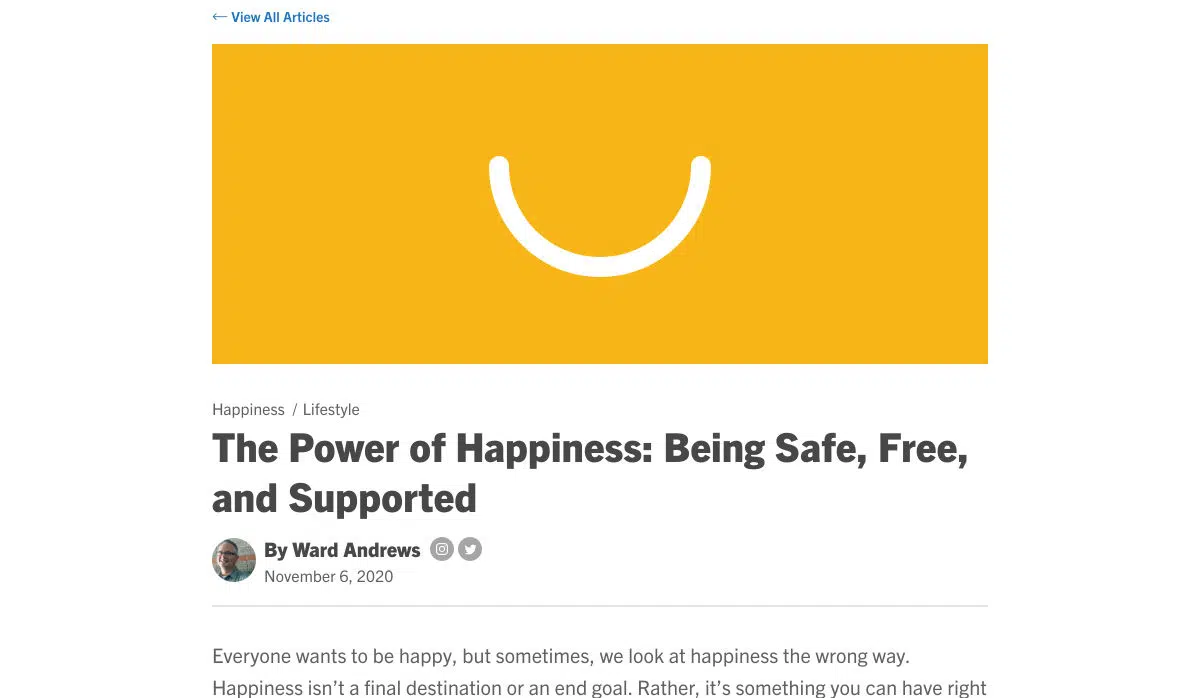 ← View All Articles
Happiness / Lifestyle
The Power of Happiness: Being Safe, Free,
and Supported
By Ward Andrews
November 6, 2020
Everyone wants to be happy, but sometimes, we look at happiness the wrong way.
Happiness isn’t a final destination or an end goal. Rather, it’s something you can have right